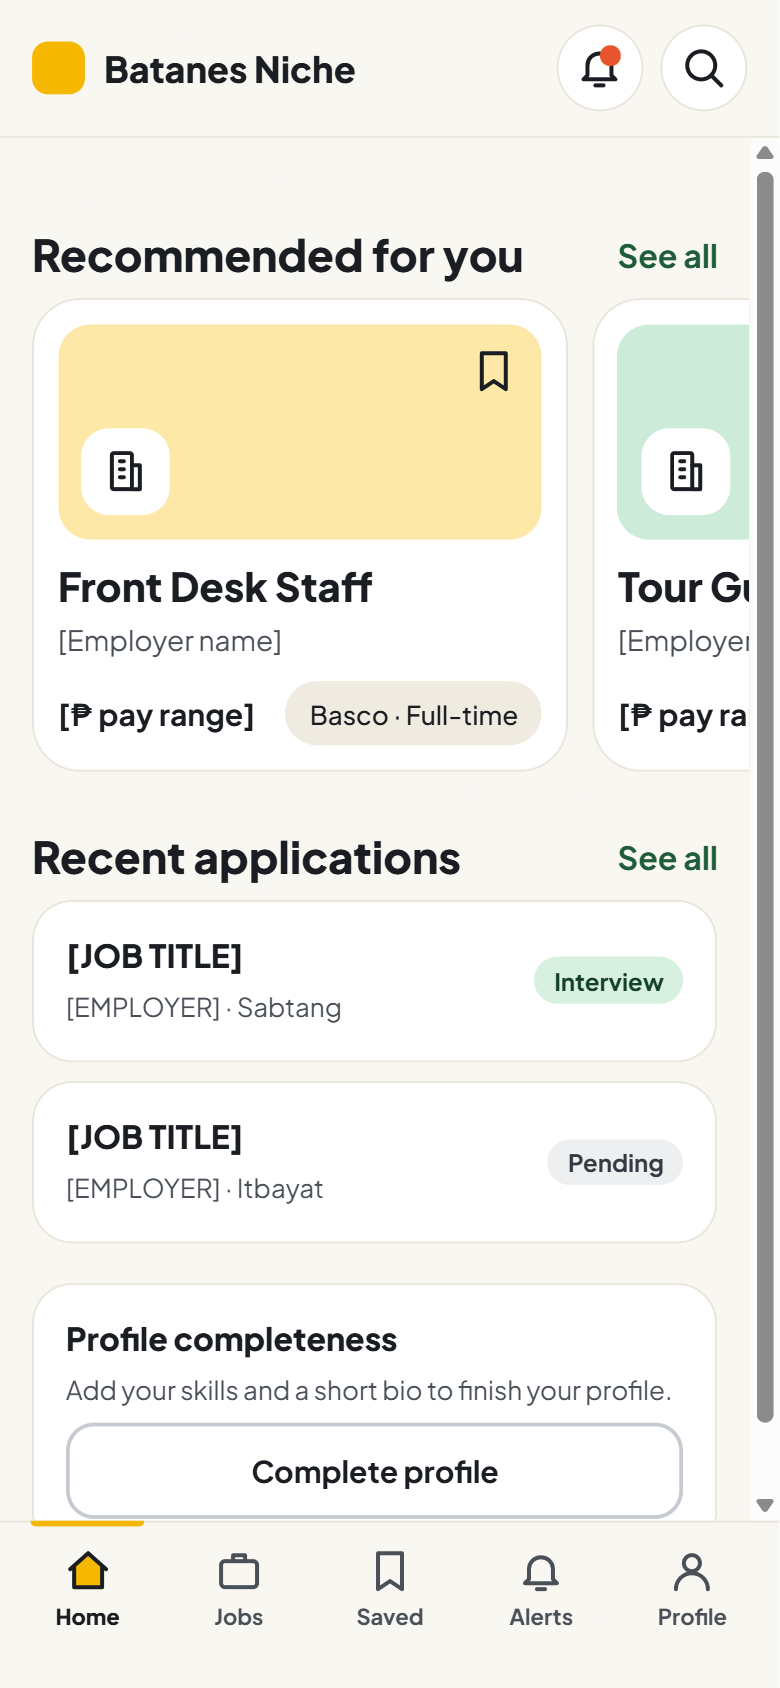 Batanes Niche
Recommended for you
See all
Front Desk Staff
[Employer name]
[₱ pay range]
Basco · Full-time
Tour
[Employer
[₱ pay
Recent applications
See all
[JOB TITLE]
[EMPLOYER] · Sabtang
Interview
[JOB TITLE]
[EMPLOYER] · Itbayat
Pending
Profile completeness
Add your skills and a short bio to finish your profile.
Complete profile
Home
Jobs
Saved
Alerts
Profile